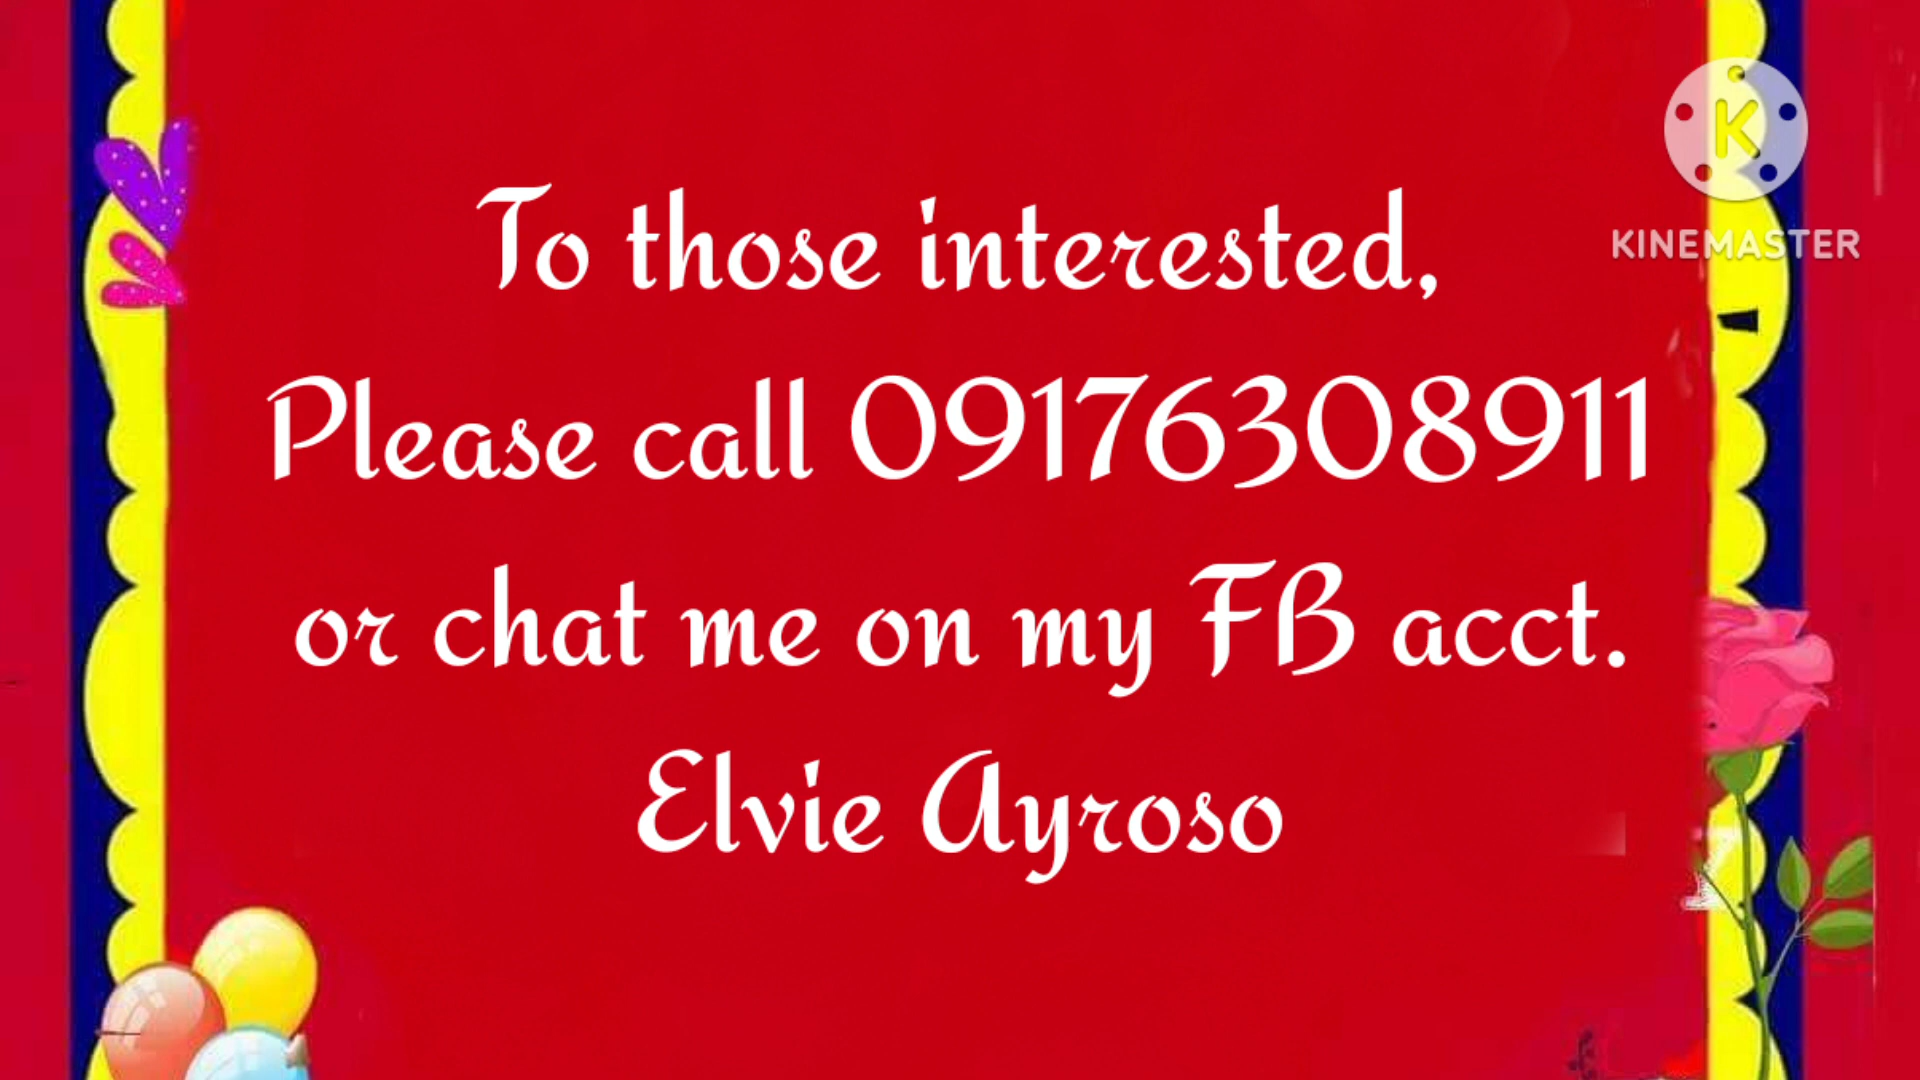 To those interested,
Please call 09176308911
or chat me on my FB acct.
Elvie Ayroso
K
KINEMASTER